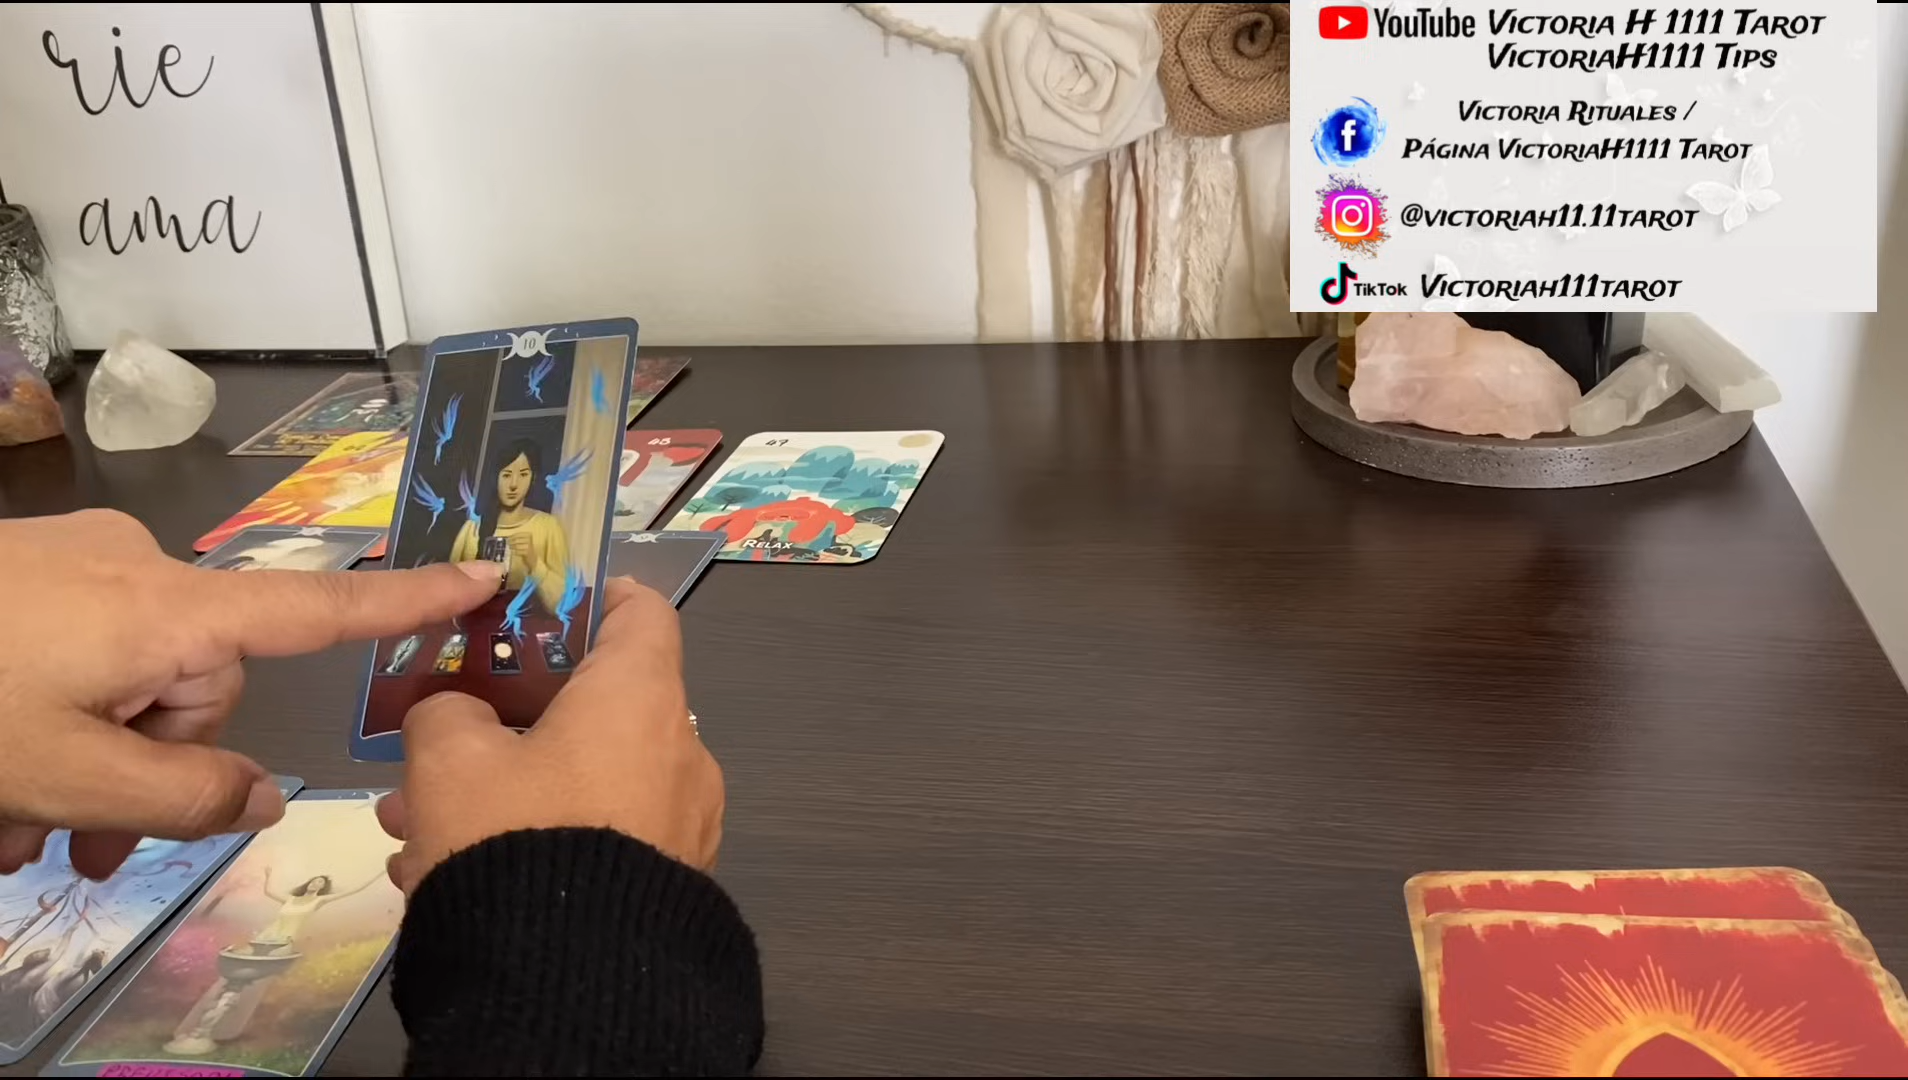 rie
ama
YouTube Victoria H 1111 Tarot
VictoriaH1111 Tips
Victoria Rituales /
Página VictoriaH1111 Tarot
@victoriah11.11tarot
TikTok Victoriah111tarot
10
48
49
Relax